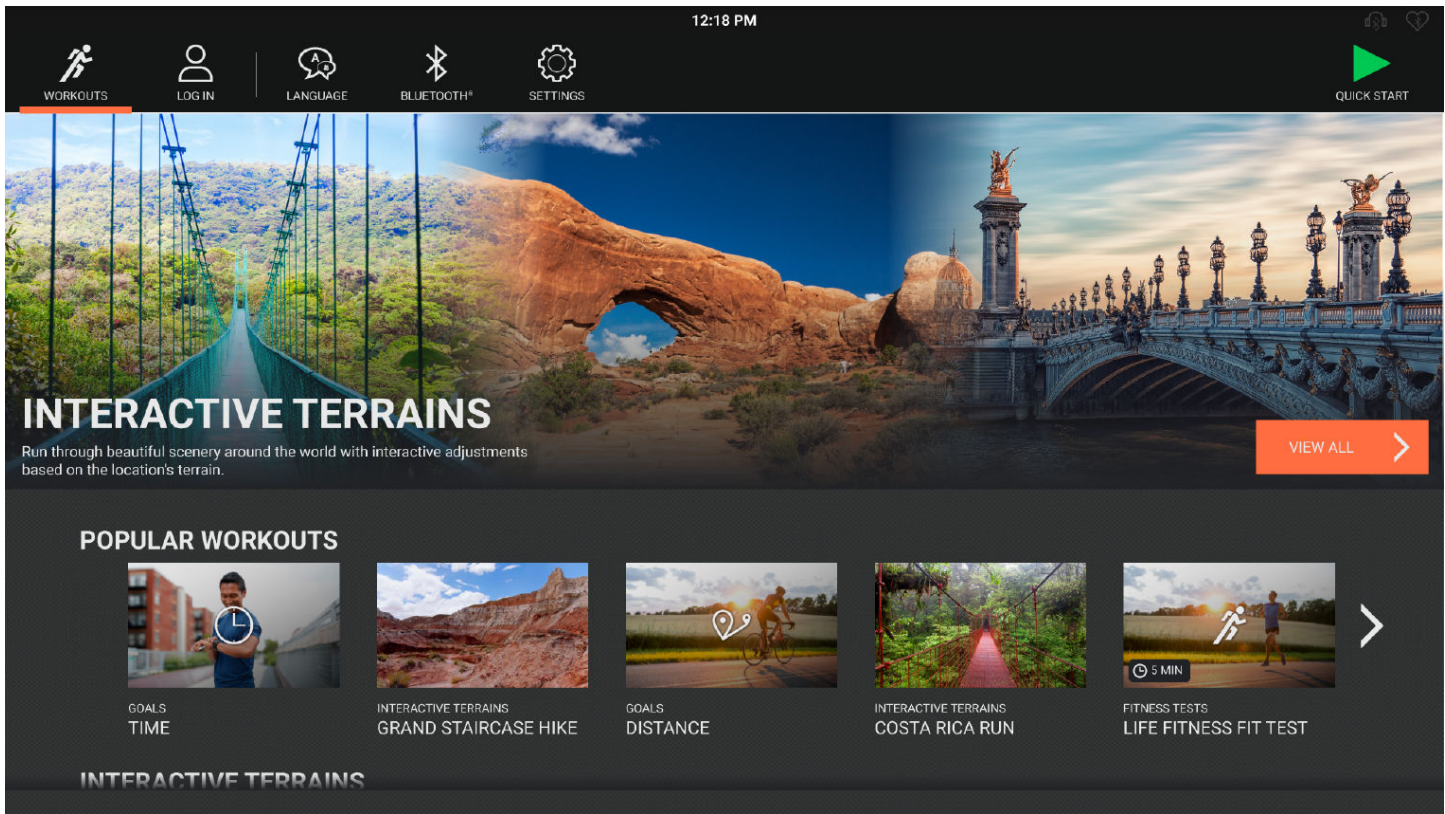 12:18 PM
WORKOUTS
LOG IN
LANGUAGE
BLUETOOTH®
SETTINGS
QUICK START
INTERACTIVE TERRAINS
Run through beautiful scenery around the world with interactive adjustments
based on the location's terrain.
VIEW ALL
POPULAR WORKOUTS
5 MIN
GOALS
TIME
INTERACTIVE TERRAINS
GRAND STAIRCASE HIKE
GOALS
DISTANCE
INTERACTIVE TERRAINS
COSTA RICA RUN
FITNESS TESTS
LIFE FITNESS FIT TEST
INTERACTIVE TERRAINS